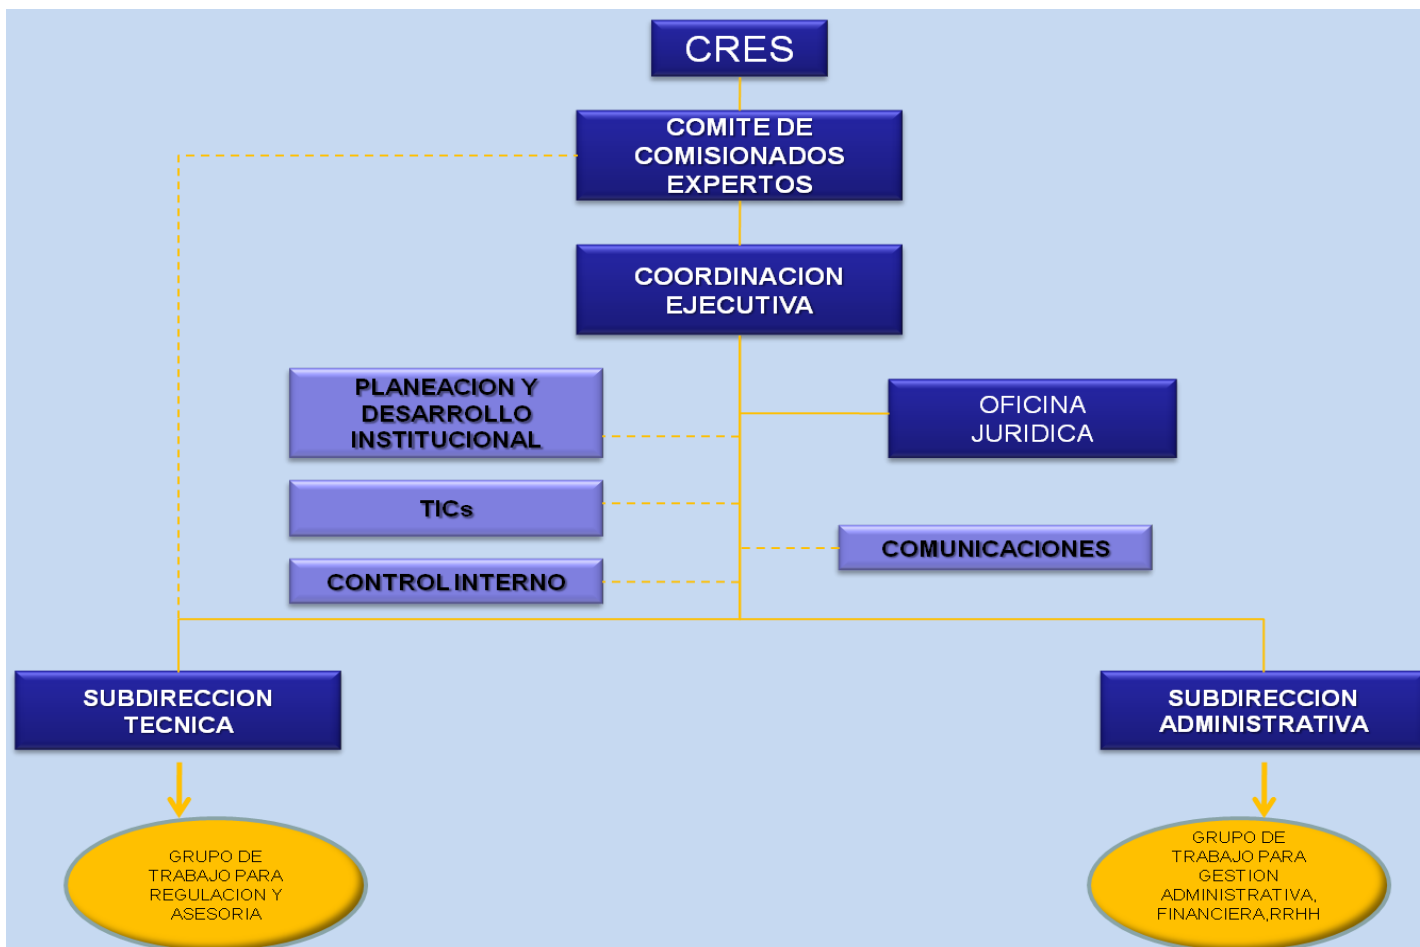 CRES
COMITE DE
COMISIONADOS
EXPERTOS
COORDINACION
EJECUTIVA
PLANEACION Y
DESARROLLO
INSTITUCIONAL
OFICINA
JURIDICA
TICs
COMUNICACIONES
CONTROL INTERNO
SUBDIRECCION
TECNICA
SUBDIRECCION
ADMINISTRATIVA
GRUPO DE
TRABAJO PARA
REGULACION Y
ASESORIA
GRUPO DE
TRABAJO PARA
GESTION
ADMINISTRATIVA,
FINANCIERA,RRHH